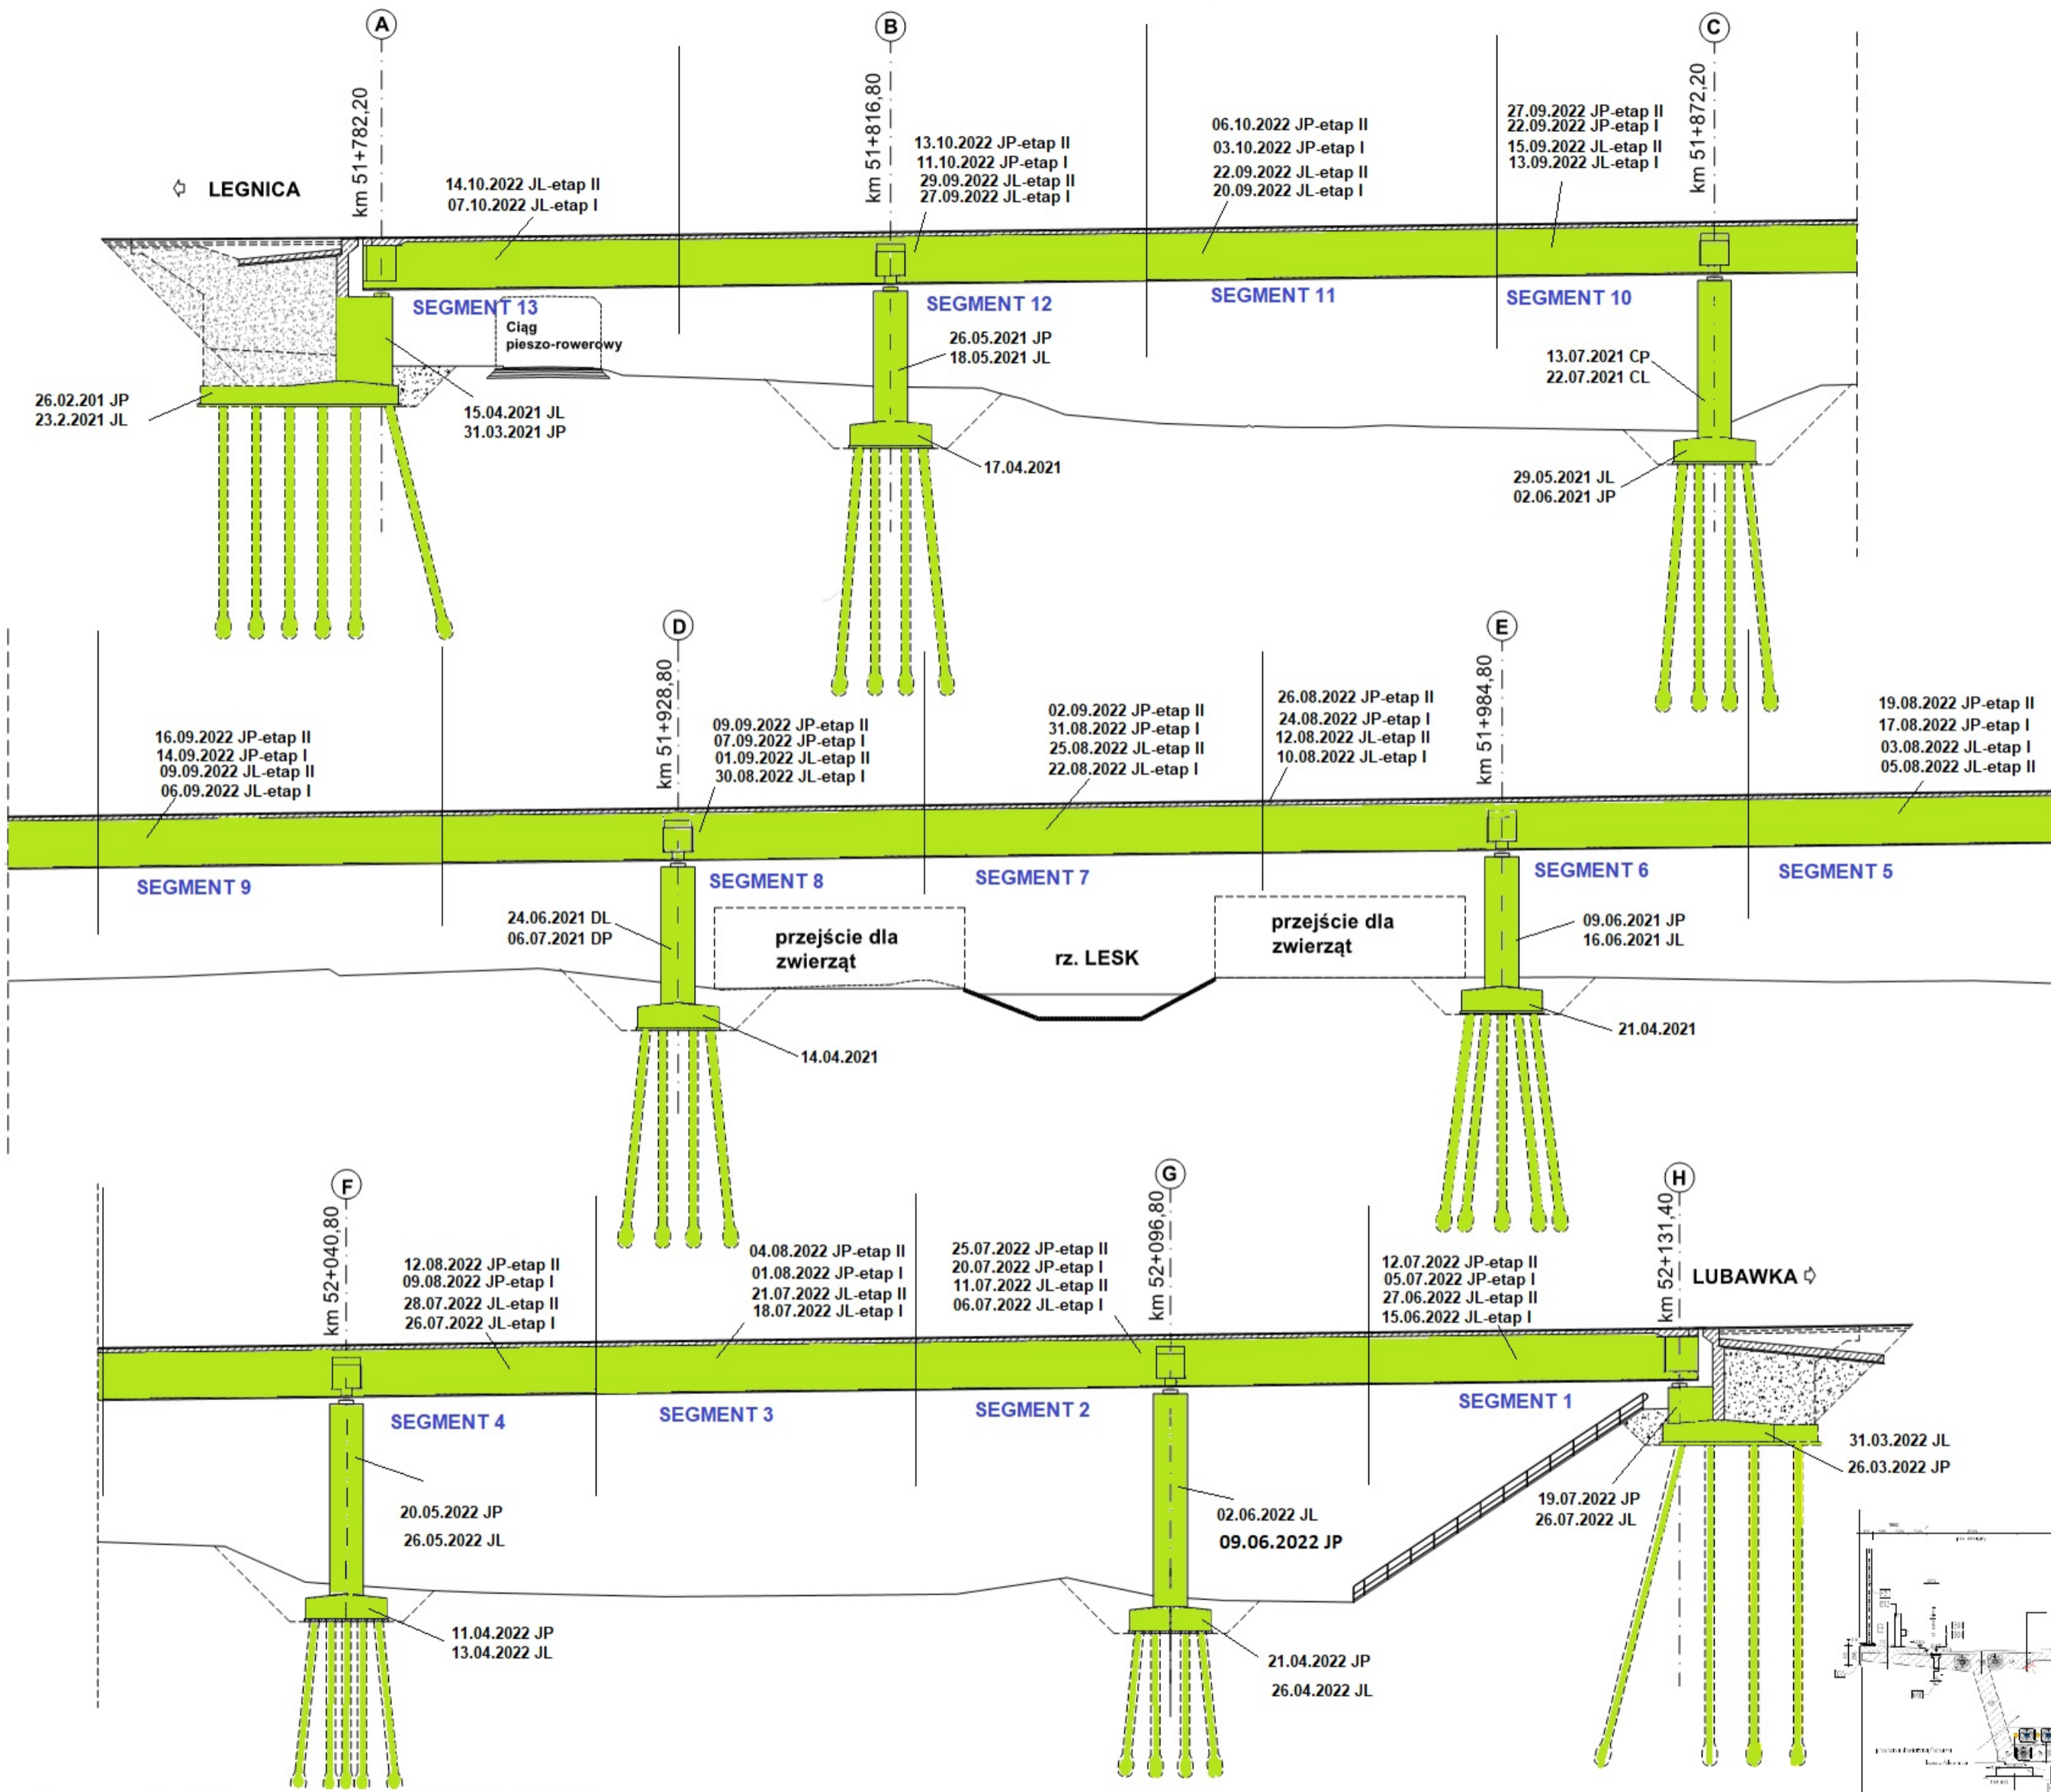 A
B
C
km 51+782,20
km 51+816,80
km 51+872,20
LEGNICA
14.10.2022 JL-etap II
07.10.2022 JL-etap I
13.10.2022 JP-etap II
11.10.2022 JP-etap I
29.09.2022 JL-etap II
27.09.2022 JL-etap I
06.10.2022 JP-etap II
03.10.2022 JP-etap I
22.09.2022 JL-etap II
20.09.2022 JL-etap I
27.09.2022 JP-etap II
22.09.2022 JP-etap I
15.09.2022 JL-etap II
13.09.2022 JL-etap I
SEGMENT 13
SEGMENT 12
SEGMENT 11
SEGMENT 10
Ciąg
pieszo-rowerowy
26.05.2021 JP
18.05.2021 JL
13.07.2021 CP
22.07.2021 CL
26.02.201 JP
23.2.2021 JL
15.04.2021 JL
31.03.2021 JP
17.04.2021
29.05.2021 JL
02.06.2021 JP
D
E
km 51+928,80
km 51+984,80
16.09.2022 JP-etap II
14.09.2022 JP-etap I
09.09.2022 JL-etap II
06.09.2022 JL-etap I
09.09.2022 JP-etap II
07.09.2022 JP-etap I
01.09.2022 JL-etap II
30.08.2022 JL-etap I
02.09.2022 JP-etap II
31.08.2022 JP-etap I
25.08.2022 JL-etap II
22.08.2022 JL-etap I
26.08.2022 JP-etap II
24.08.2022 JP-etap I
12.08.2022 JL-etap II
10.08.2022 JL-etap I
19.08.2022 JP-etap II
17.08.2022 JP-etap I
03.08.2022 JL-etap I
05.08.2022 JL-etap II
SEGMENT 9
SEGMENT 8
SEGMENT 7
SEGMENT 6
SEGMENT 5
24.06.2021 DL
06.07.2021 DP
przejście dla
zwierząt
rz. LESK
przejście dla
zwierząt
09.06.2021 JP
16.06.2021 JL
14.04.2021
21.04.2021
F
G
H
km 52+040,80
km 52+096,80
km 52+131,40
12.08.2022 JP-etap II
09.08.2022 JP-etap I
28.07.2022 JL-etap II
26.07.2022 JL-etap I
04.08.2022 JP-etap II
01.08.2022 JP-etap I
21.07.2022 JL-etap II
18.07.2022 JL-etap I
25.07.2022 JP-etap II
20.07.2022 JP-etap I
11.07.2022 JL-etap II
06.07.2022 JL-etap I
12.07.2022 JP-etap II
05.07.2022 JP-etap I
27.06.2022 JL-etap II
15.06.2022 JL-etap I
LUBAWKA
SEGMENT 4
SEGMENT 3
SEGMENT 2
SEGMENT 1
20.05.2022 JP
26.05.2022 JL
02.06.2022 JL
09.06.2022 JP
19.07.2022 JP
26.07.2022 JL
31.03.2022 JL
26.03.2022 JP
11.04.2022 JP
13.04.2022 JL
21.04.2022 JP
26.04.2022 JL